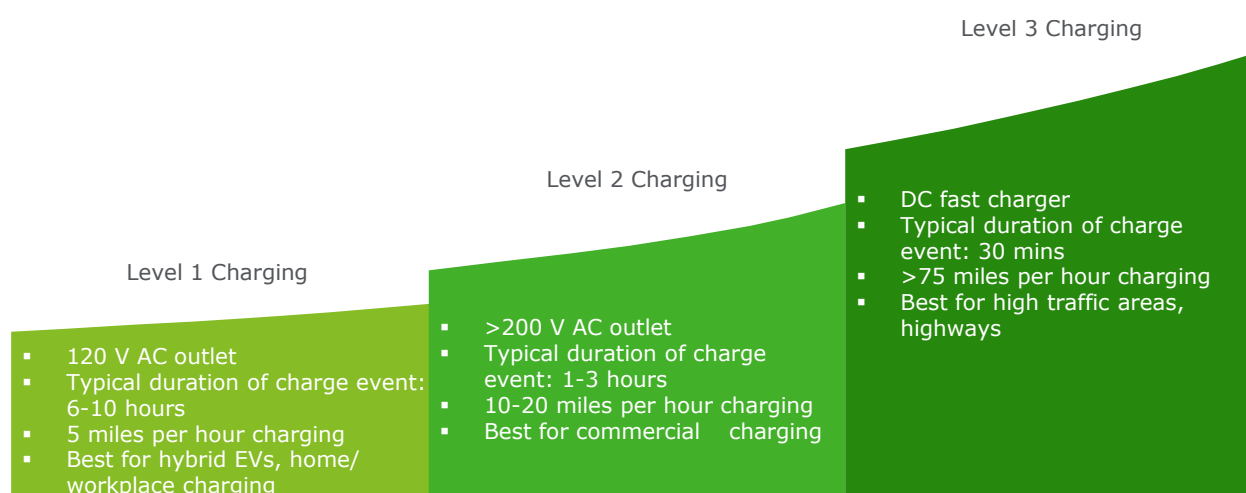 Level 1 Charging
▪ 120 V AC outlet
▪ Typical duration of charge event:
6-10 hours
▪ 5 miles per hour charging
▪ Best for hybrid EVs, home/
workplace charging
Level 2 Charging
▪ >200 V AC outlet
▪ Typical duration of charge
event: 1-3 hours
▪ 10-20 miles per hour charging
▪ Best for commercial charging
Level 3 Charging
▪ DC fast charger
▪ Typical duration of charge
event: 30 mins
▪ >75 miles per hour charging
▪ Best for high traffic areas,
highways